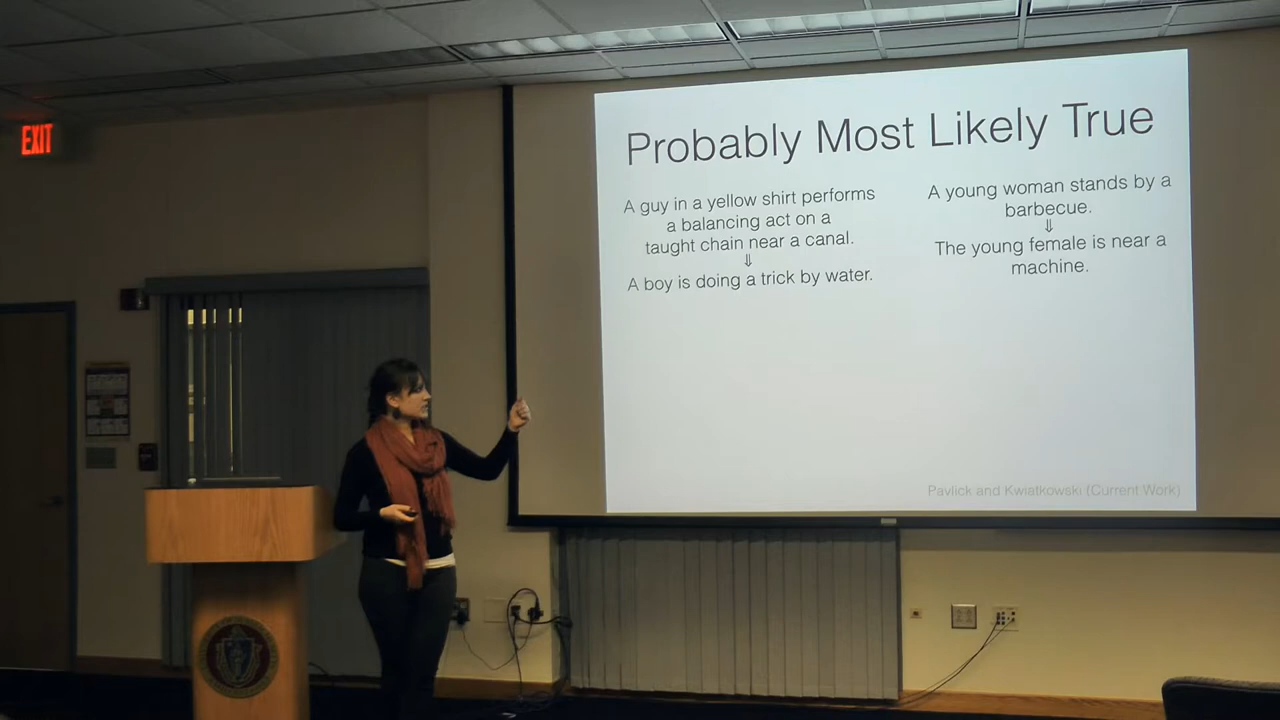 EXIT
Probably Most Likely True
A guy in a yellow shirt performs
a balancing act on a
taught chain near a canal.
⇓
A boy is doing a trick by water.
A young woman stands by a
barbecue.
⇓
The young female is near a
machine.
Pavlick and Kwiatkowski (Current Work)